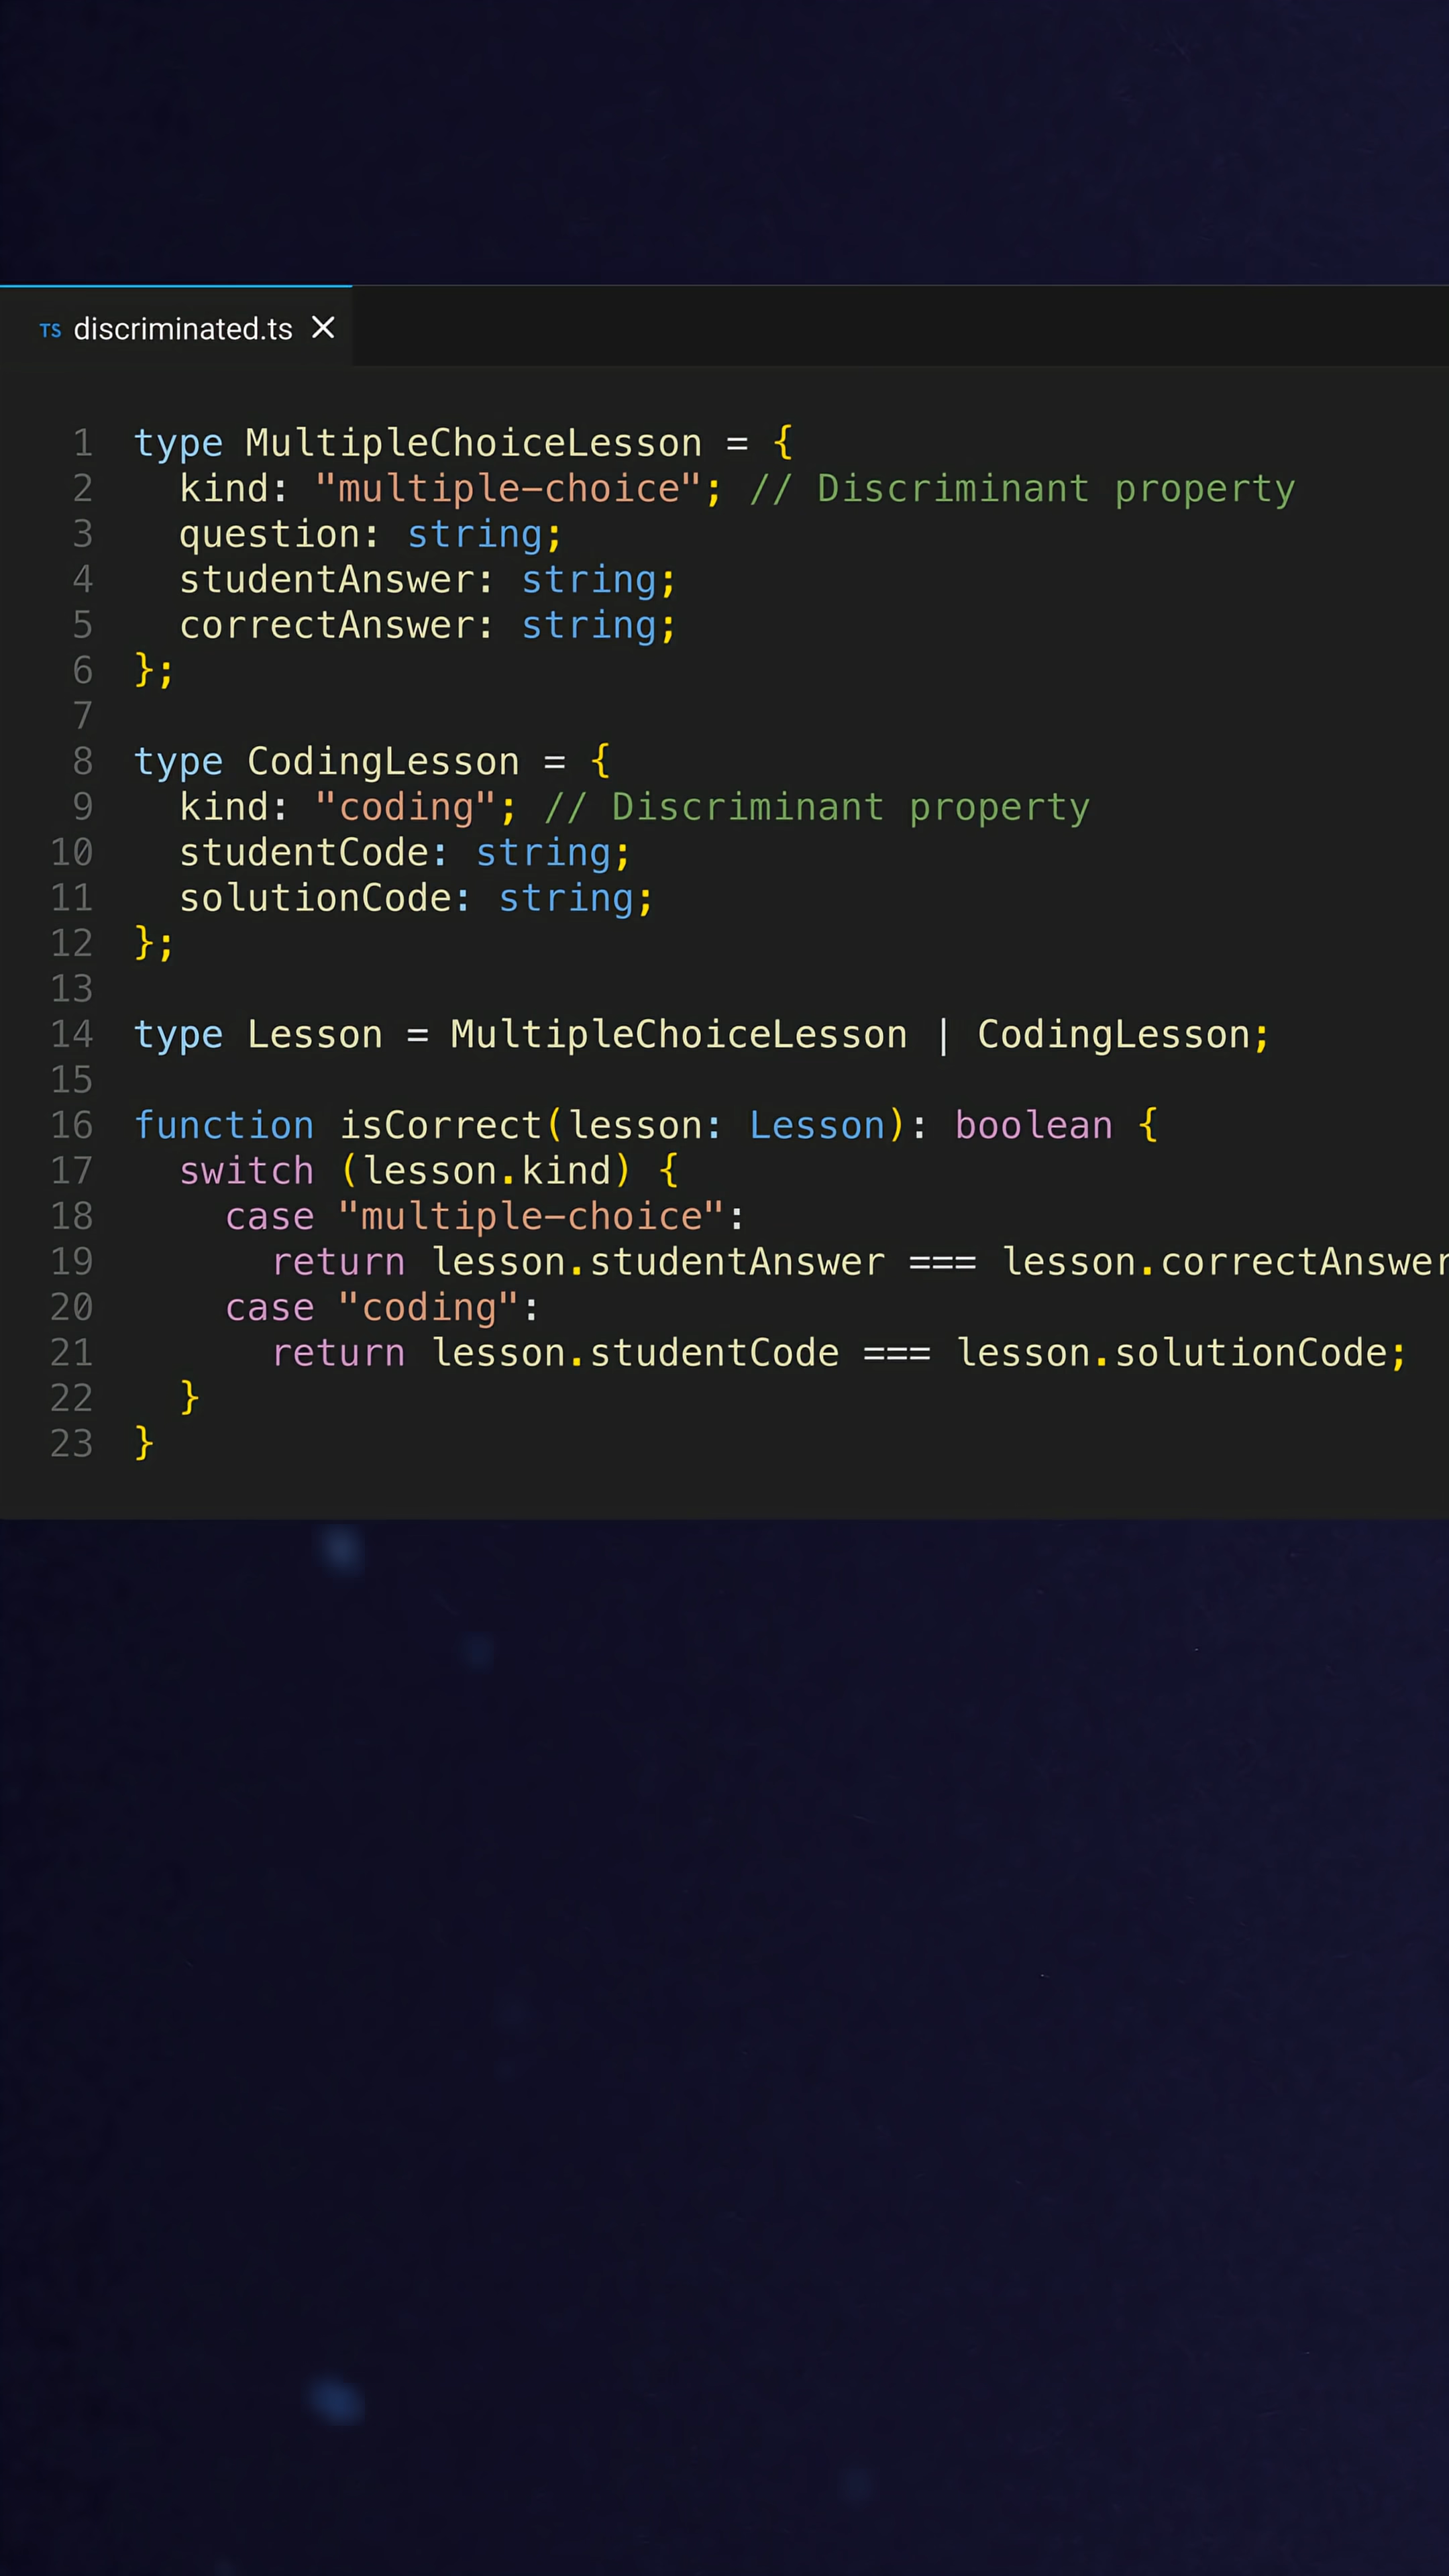 TS discriminated.ts ×
1 type MultipleChoiceLesson = {
2   kind: "multiple-choice"; // Discriminant property
3   question: string;
4   studentAnswer: string;
5   correctAnswer: string;
6 };
7
8 type CodingLesson = {
9   kind: "coding"; // Discriminant property
10   studentCode: string;
11   solutionCode: string;
12 };
13
14 type Lesson = MultipleChoiceLesson | CodingLesson;
15
16 function isCorrect(lesson: Lesson): boolean {
17   switch (lesson.kind) {
18     case "multiple-choice":
19       return lesson.studentAnswer === lesson.correctAnswer
20     case "coding":
21       return lesson.studentCode === lesson.solutionCode;
22   }
23 }